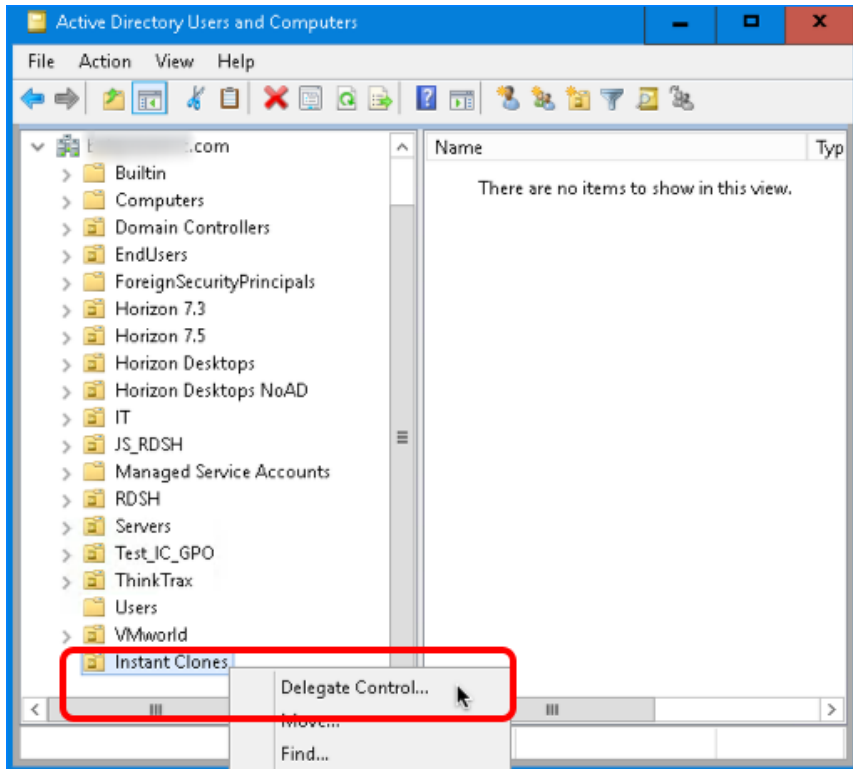 Active Directory Users and Computers
File Action View Help
.com
Builtin
Computers
Domain Controllers
EndUsers
ForeignSecurityPrincipals
Horizon 7.3
Horizon 7.5
Horizon Desktops
Horizon Desktops NoAD
IT
JS_RDSH
Managed Service Accounts
RDSH
Servers
Test_IC_GPO
ThinkTrax
Users
VMworld
Instant Clones
Name Typ
There are no items to show in this view.
Delegate Control...
Move...
Find...